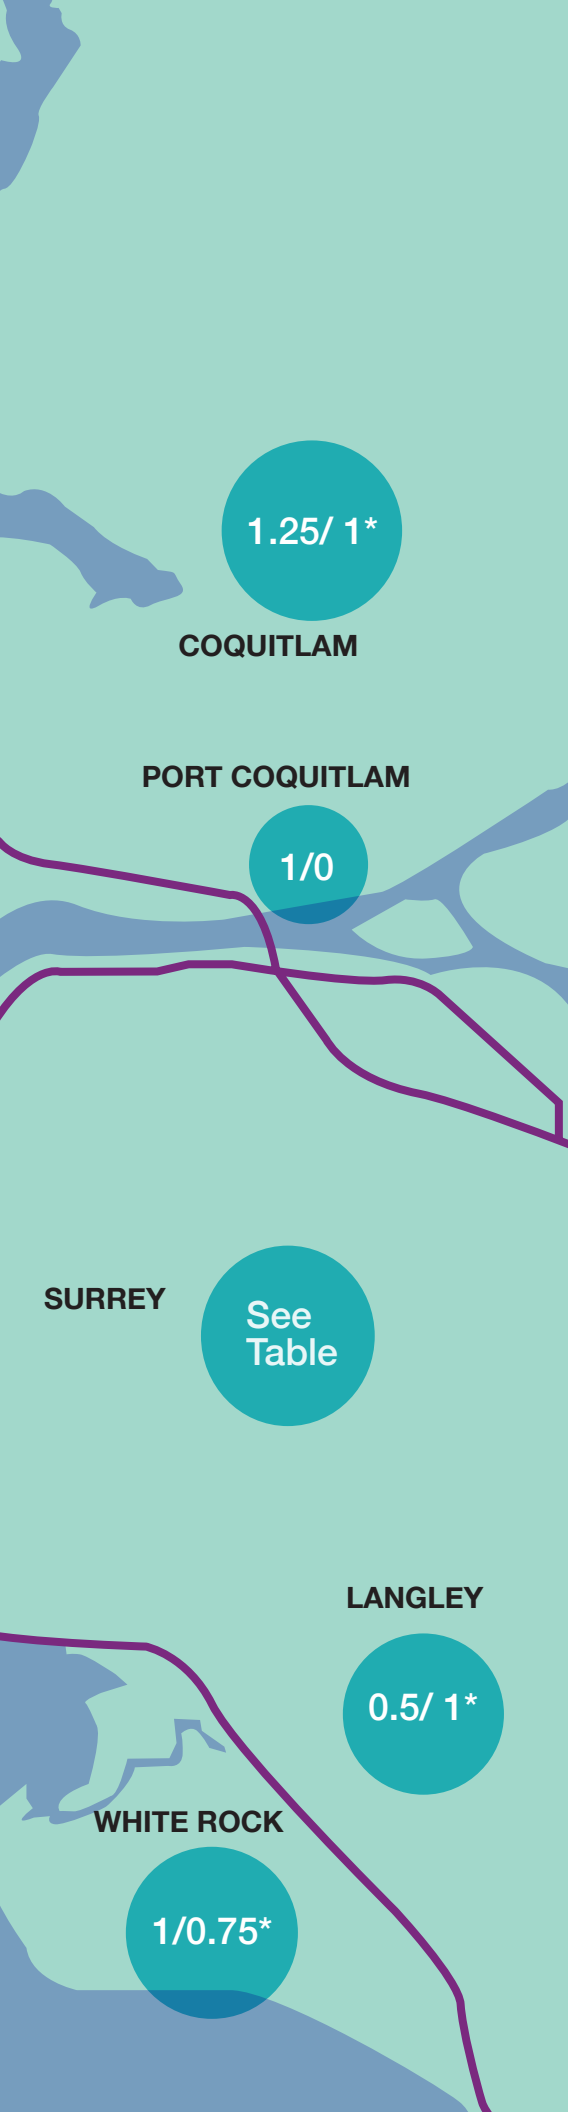 1.25/ 1*
COQUITLAM
PORT COQUITLAM
1/0
SURREY
See
Table
LANGLEY
0.5/ 1*
WHITE ROCK
1/0.75*